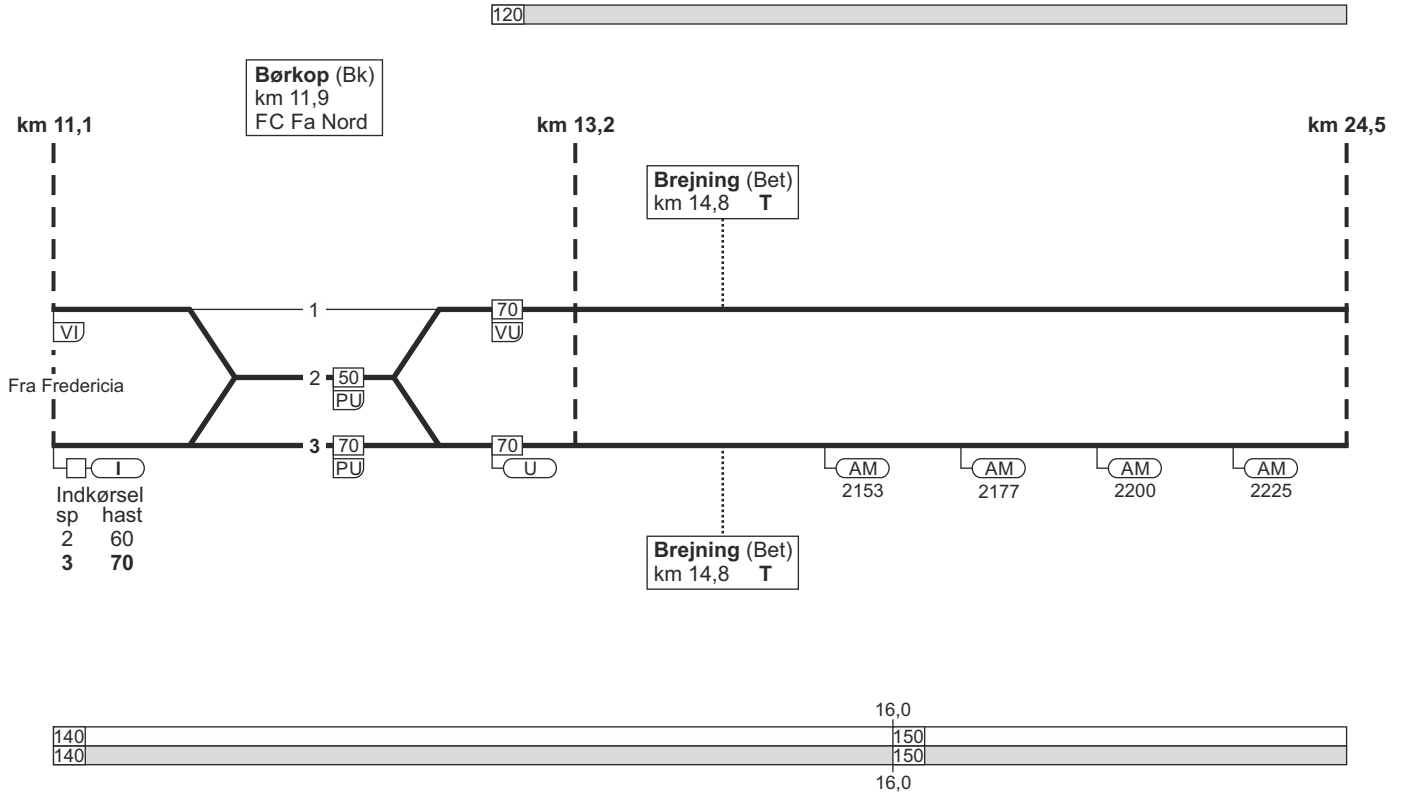 120
Børkop (Bk)
km 11,9
FC Fa Nord
km 11,1
km 13,2
km 24,5
Brejning (Bet)
km 14,8 T
1
70
VI
VU
Fra Fredericia
2
50
PU
3
70
70
PU
I
U
AM
AM
AM
AM
2153
2177
2200
2225
Indkørsel
sp hast
2 60
3 70
Brejning (Bet)
km 14,8 T
16,0
140
150
140
150
16,0